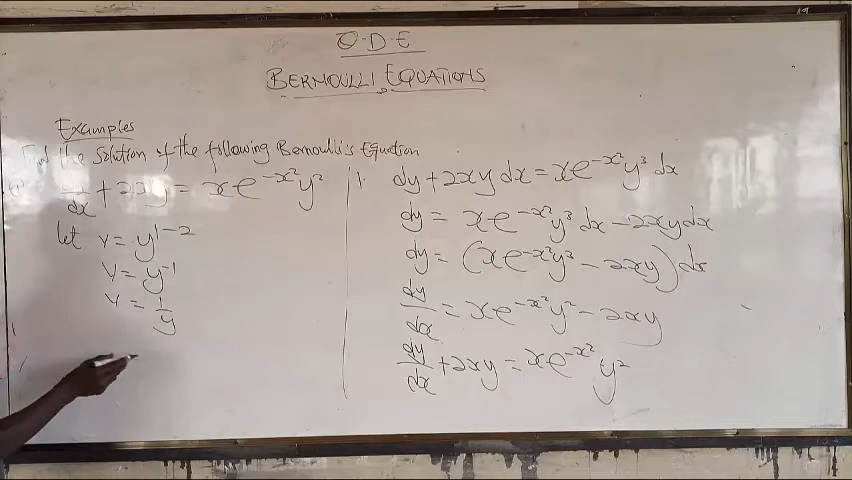 O.D.E
BERNOULLI EQUATIONS
Examples
Find the Solution of the following Bernoulli's Equation
dy/dx + 2xy = xe^{-x²}y²
let v = y^{1-2}
v = y^{-1}
v = 1/y
1. dy + 2xy dx = xe^{-x²}y³ dx
dy = xe^{-x²}y³ dx - 2xydx
dy = (xe^{-x²}y³ - 2xy)dx
dy/dx = xe^{-x²}y² - 2xy
dy/dx + 2xy = xe^{-x²} y²